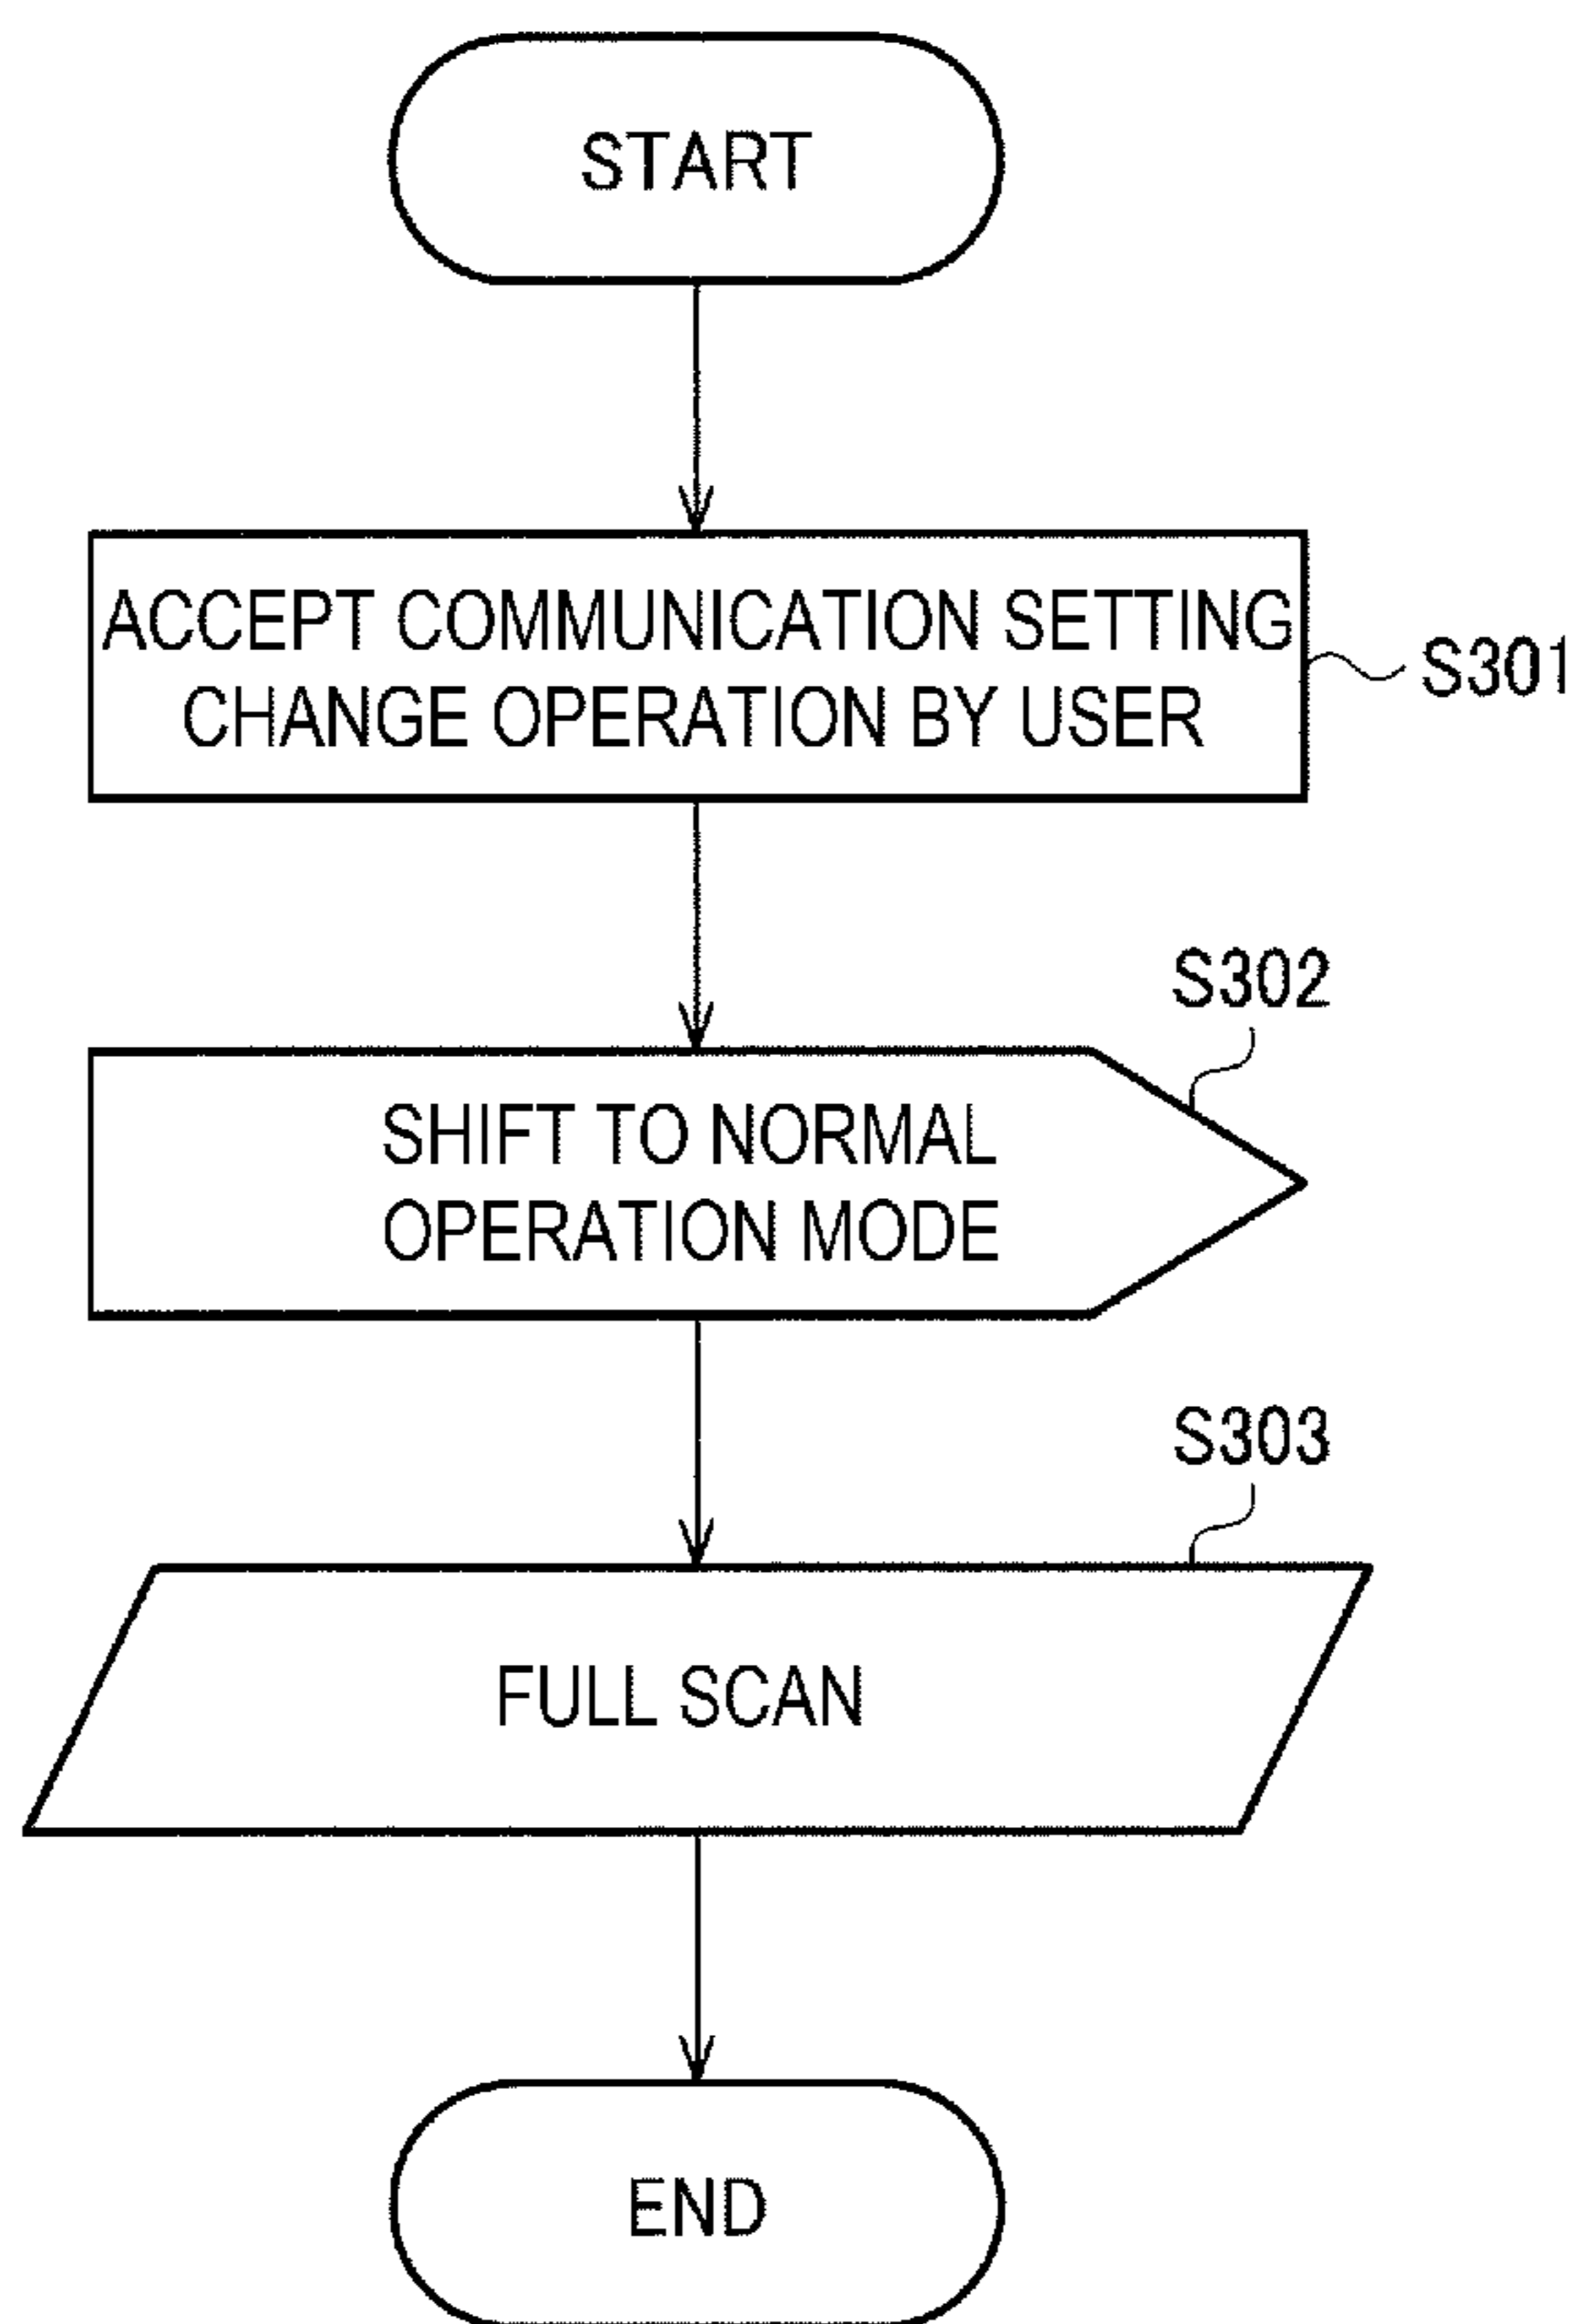 START
ACCEPT COMMUNICATION SETTING
CHANGE OPERATION BY USER
S301
S302
SHIFT TO NORMAL
OPERATION MODE
S303
FULL SCAN
END